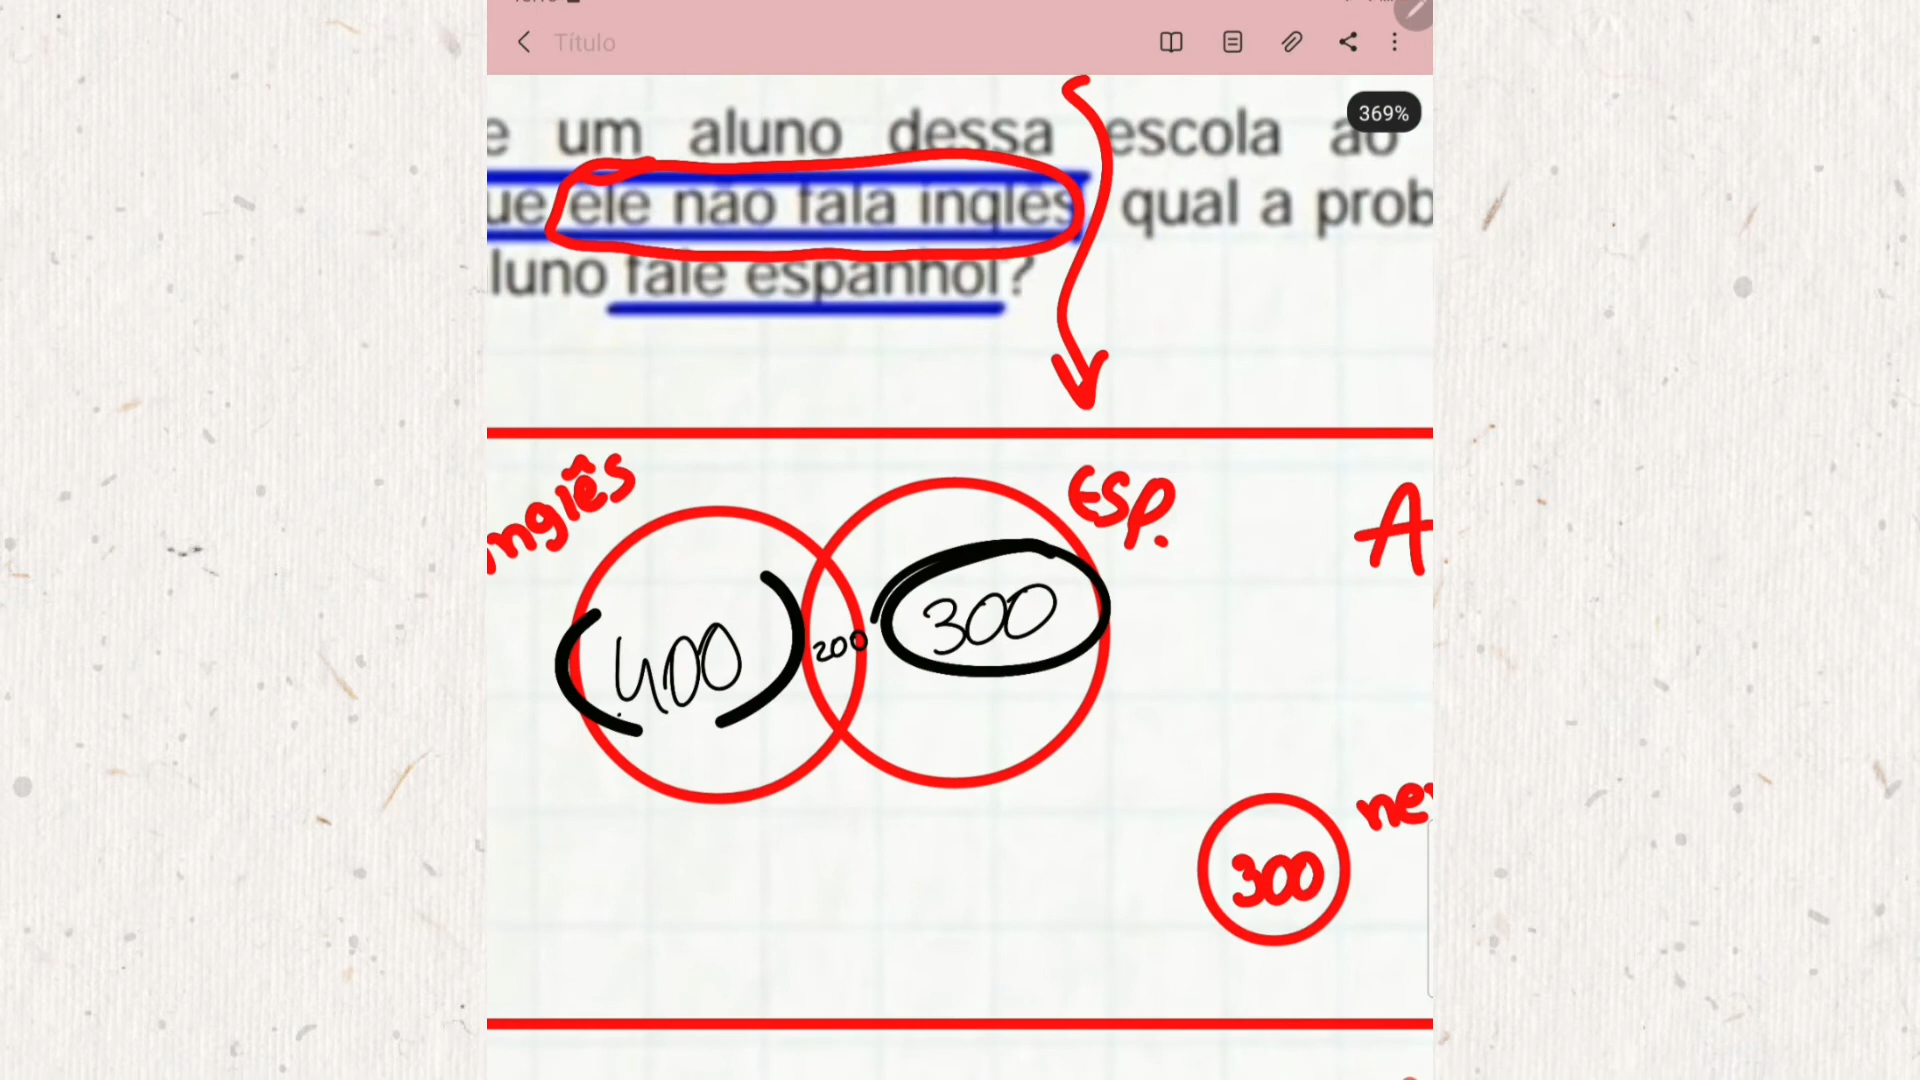 Título
369%
e um aluno dessa escola ao
ue ele não fala inglês qual a prob
luno fale espanhol?
inglês
Esp.
A
400
200
300
ne
300